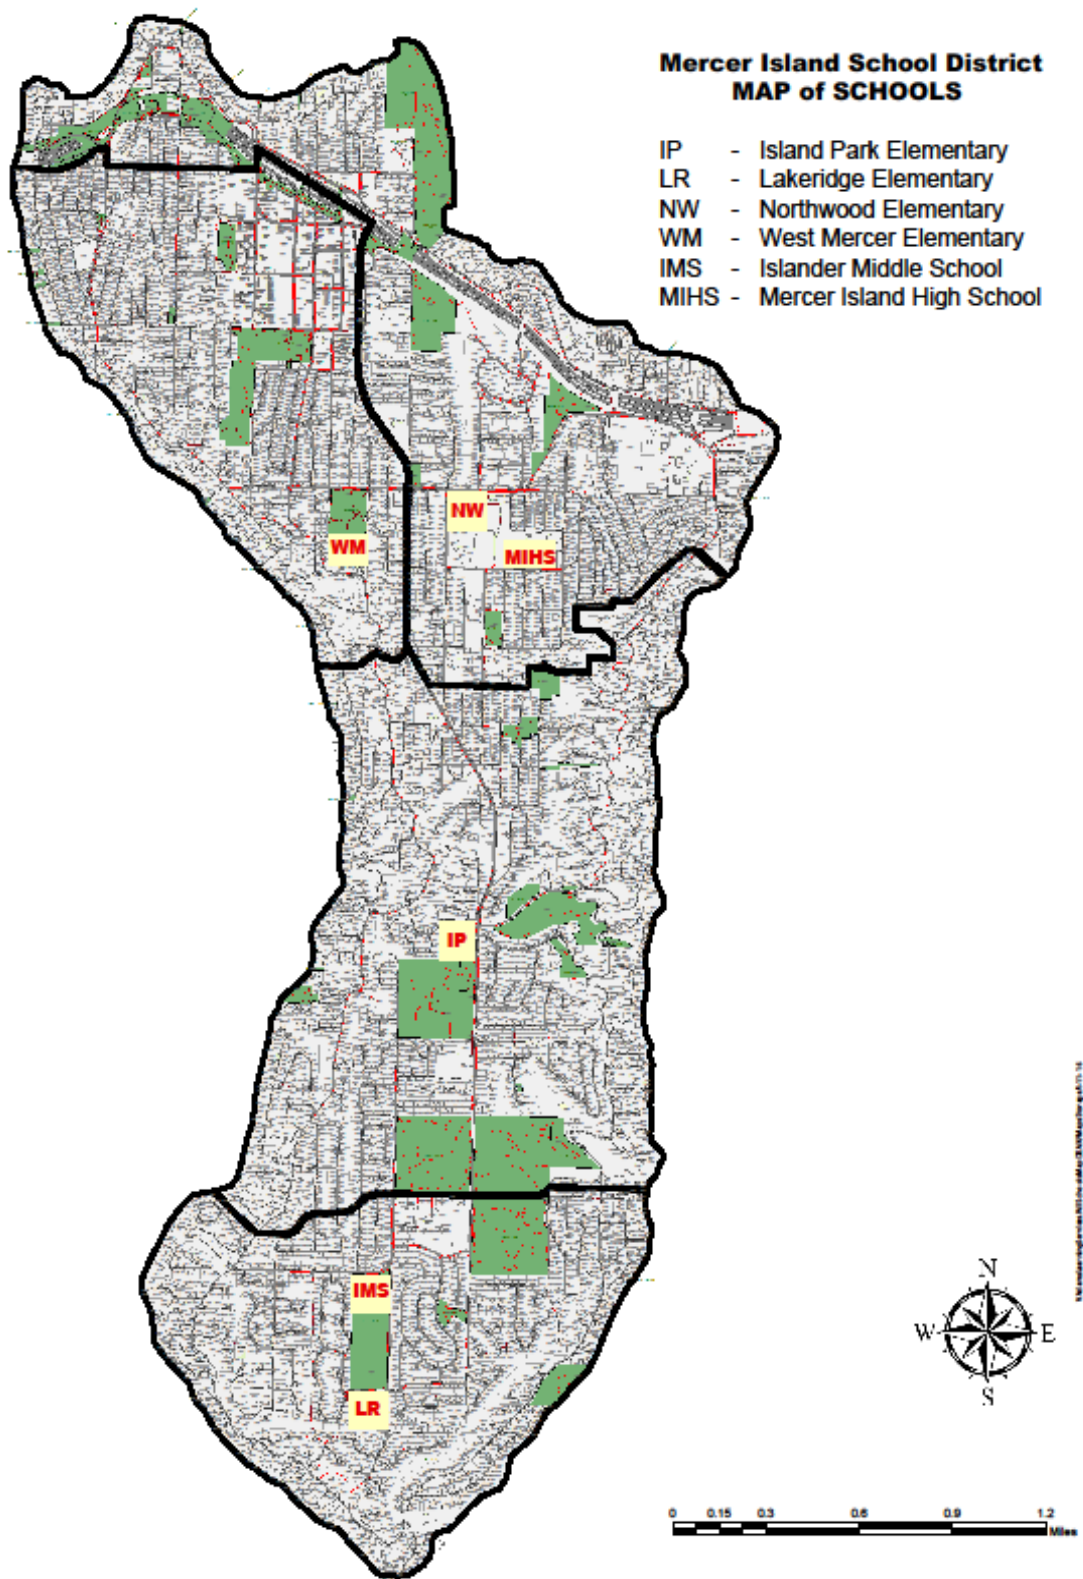 Mercer Island School District
MAP of SCHOOLS
IP - Island Park Elementary
LR - Lakeridge Elementary
NW - Northwood Elementary
WM - West Mercer Elementary
IMS - Islander Middle School
MIHS - Mercer Island High School
NW
WM
MIHS
IP
IMS
LR
N
W E
S
0 0.15 0.3 0.6 0.9 1.2
Miles